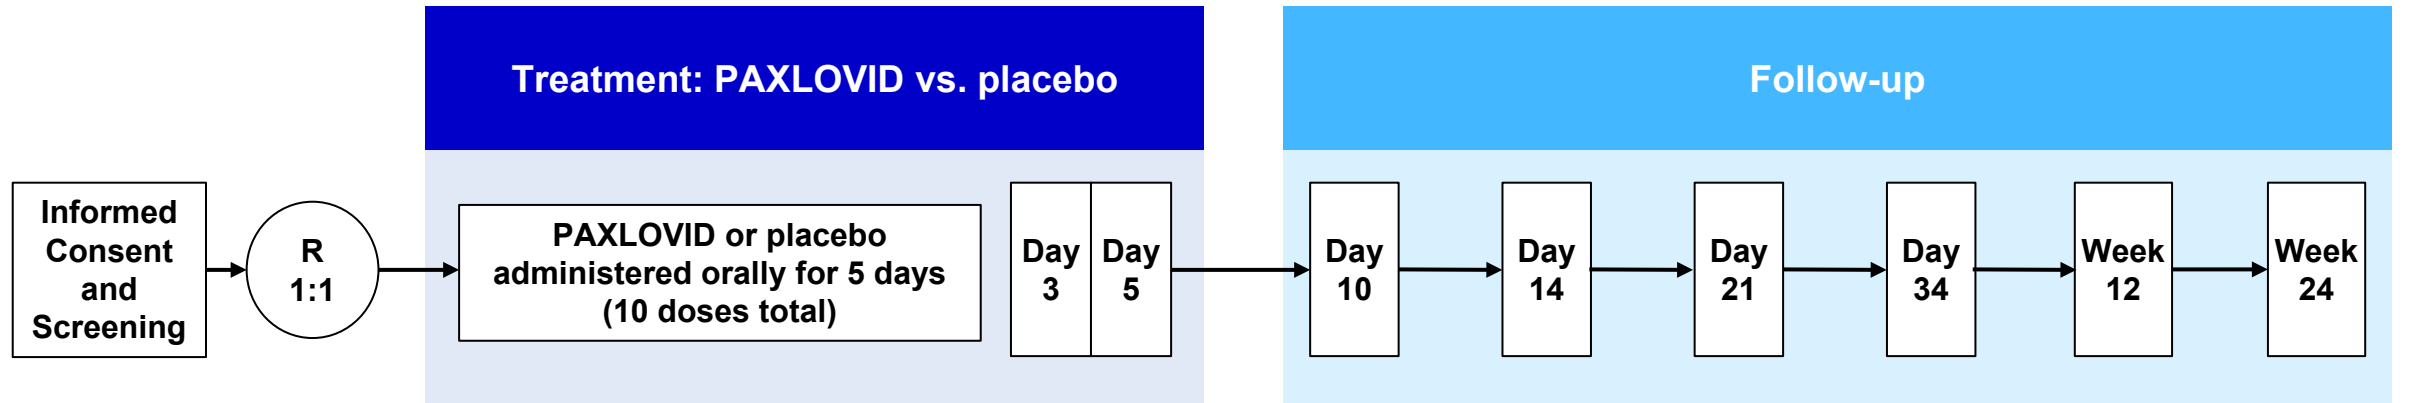 Treatment: PAXLOVID vs. placebo
Follow-up
Informed
Consent
and
Screening
R
1:1
PAXLOVID or placebo
administered orally for 5 days
(10 doses total)
Day
3
Day
5
Day
10
Day
14
Day
21
Day
34
Week
12
Week
24